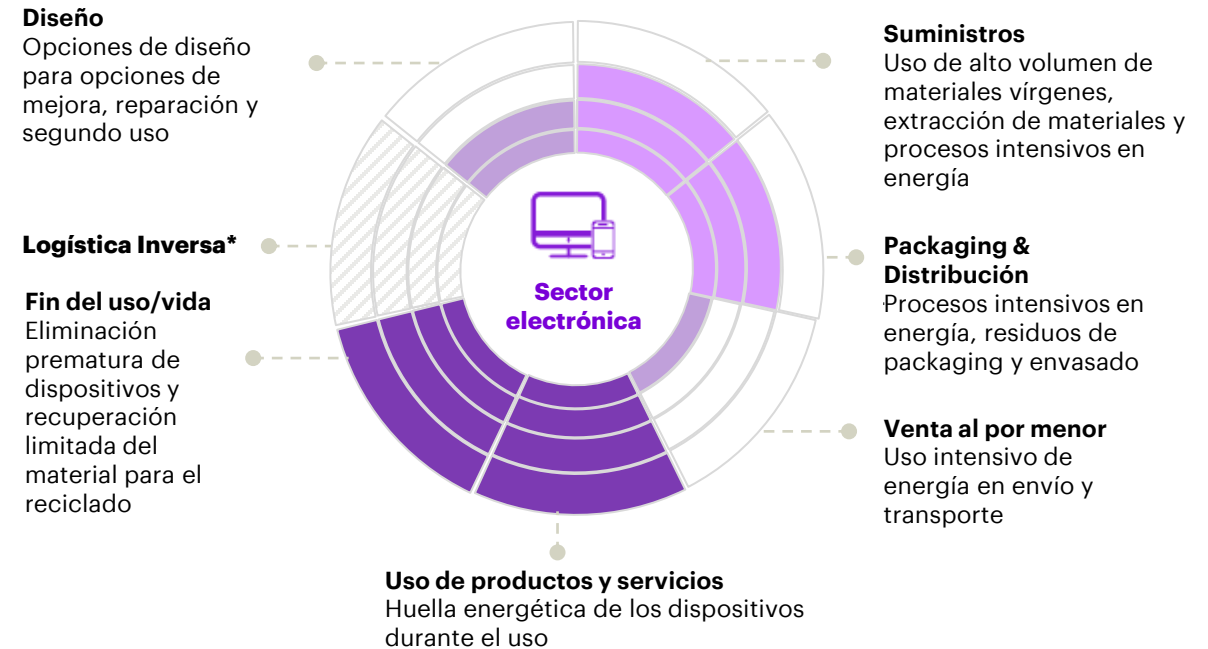 Diseño
Opciones de diseño
para opciones de
mejora, reparación y
segundo uso
Logística Inversa*
Fin del uso/vida
Eliminación
prematura de
dispositivos y
recuperación
limitada del
material para el
reciclado
Sector
electrónica
Suministros
Uso de alto volumen de
materiales vírgenes,
extracción de materiales y
procesos intensivos en
energía
Packaging &
Distribución
Procesos intensivos en
energía, residuos de
packaging y envasado
Venta al por menor
Uso intensivo de
energía en envío y
transporte
Uso de productos y servicios
Huella energética de los dispositivos
durante el uso